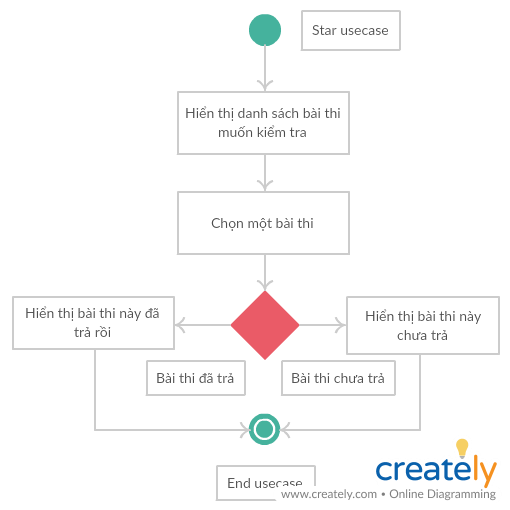 Star usecase
Hiển thị danh sách bài thi
muốn kiểm tra
Chọn một bài thi
Hiển thị bài thi này đã
trả rồi
Hiển thị bài thi này
chưa trả
Bài thi đã trả
Bài thi chưa trả
End usecase
creately
www.creately.com • Online Diagramming